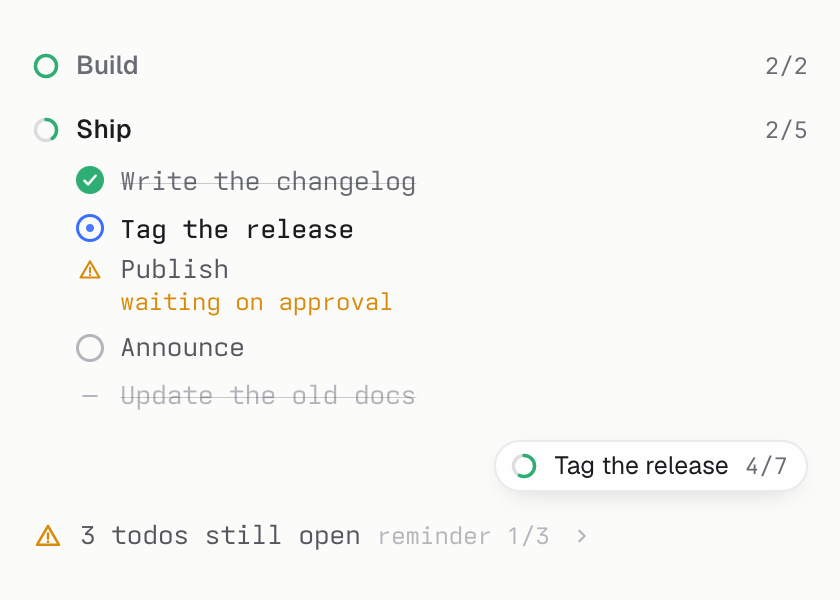 Build 2/2
Ship 2/5
Write the changelog
Tag the release
Publish
waiting on approval
Announce
Update the old docs
Tag the release 4/7
3 todos still open reminder 1/3